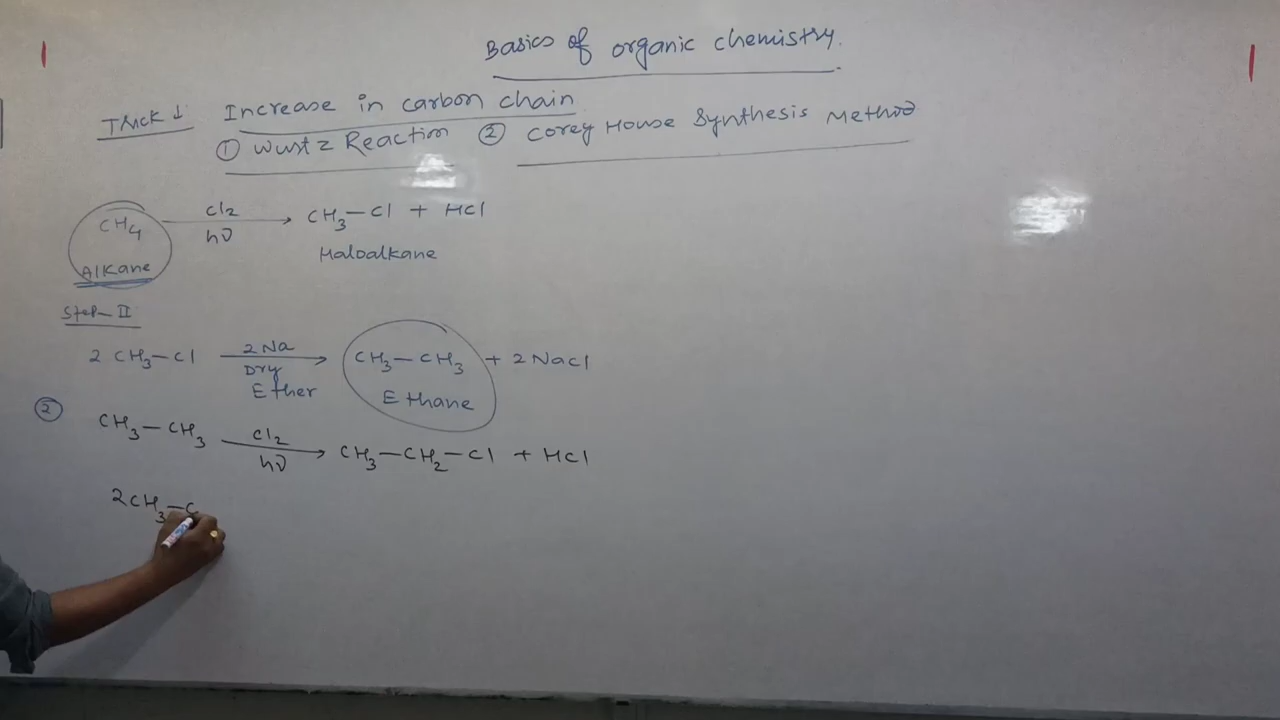 Basics of organic chemistry.
Trick ↓ Increase in carbon chain
① Wurtz Reaction ② Corey House Synthesis Method
CH4 Cl2 hν → CH3-Cl + HCl
Alkane Haloalkane
Step-II
2 CH3-Cl 2Na Dry Ether → CH3-CH3 + 2NaCl
Ethane
②
CH3-CH3 Cl2 hν → CH3-CH2-Cl + HCl
2CH3-C